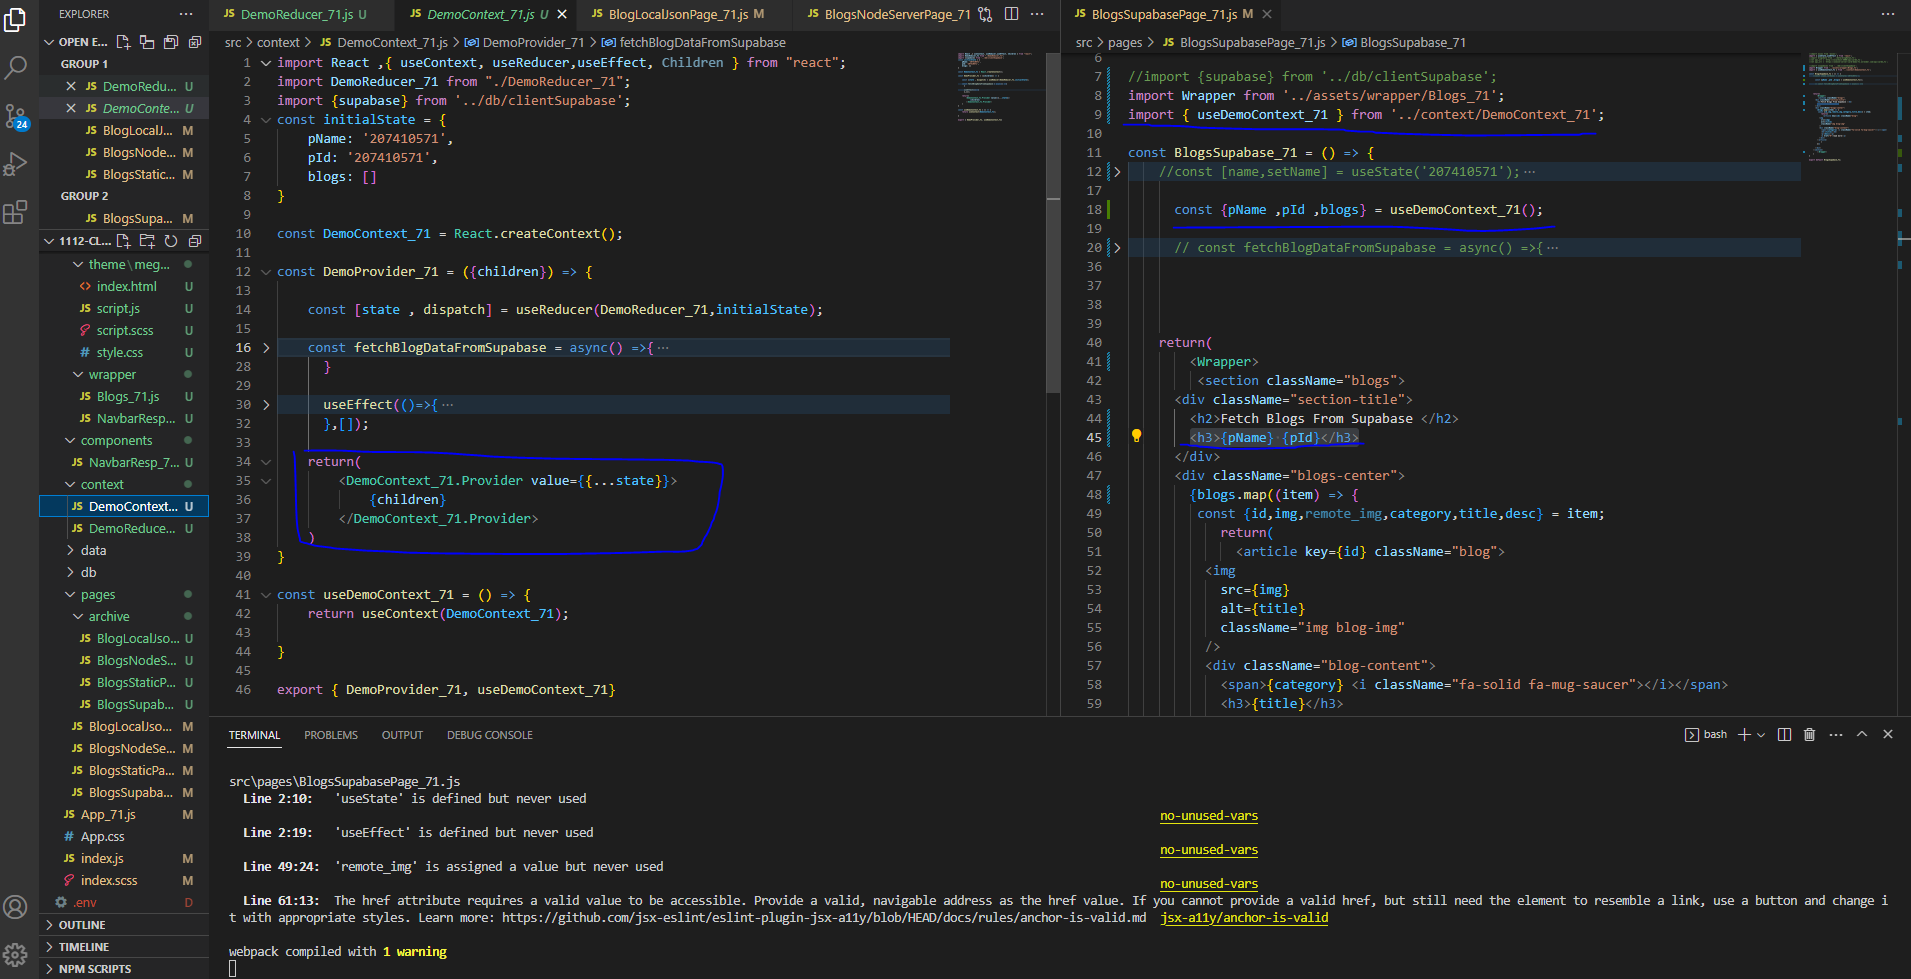 EXPLORER
OPEN E...
GROUP 1
JS DemoRedu... U
JS DemoConte... U
JS BlogLocalJ... M
JS BlogsNode... M
JS BlogsStatic... M
GROUP 2
JS BlogsSupa... M
1112-CL...
theme\meg...
<> index.html U
JS script.js U
script.scss U
# style.css U
wrapper
JS Blogs_71.js U
JS NavbarResp... U
components
JS NavbarResp_7... U
context
JS DemoContext... U
JS DemoReduce... U
data
db
pages
archive
JS BlogLocalJso... U
JS BlogsNodeS... U
JS BlogsStaticP... U
JS BlogsSupab... U
JS BlogLocalJso... M
JS BlogsNodeSe... M
JS BlogsStaticPa... M
JS BlogsSupaba... M
JS App_71.js M
# App.css
JS index.js M
index.scss M
.env D
OUTLINE
TIMELINE
NPM SCRIPTS
24
JS DemoReducer_71.js U
JS DemoContext_71.js U
JS BlogLocalJsonPage_71.js M
JS BlogsNodeServerPage_71
src > context > JS DemoContext_71.js > DemoProvider_71 > fetchBlogDataFromSupabase
1 import React ,{ useContext, useReducer,useEffect, Children } from "react";
2 import DemoReducer_71 from "./DemoReducer_71";
3 import {supabase} from '../db/clientSupabase';
4 const initialState = {
5 pName: '207410571',
6 pId: '207410571',
7 blogs: []
8 }
9
10 const DemoContext_71 = React.createContext();
11
12 const DemoProvider_71 = ({children}) => {
13
14 const [state , dispatch] = useReducer(DemoReducer_71,initialState);
15
16 const fetchBlogDataFromSupabase = async() =>{ ...
28 }
29
30 useEffect(()=>{ ...
32 },[]);
33
34 return(
35 <DemoContext_71.Provider value={{...state}}>
36 {children}
37 </DemoContext_71.Provider>
38 )
39 }
40
41 const useDemoContext_71 = () => {
42 return useContext(DemoContext_71);
43
44 }
45
46 export { DemoProvider_71, useDemoContext_71}
JS BlogsSupabasePage_71.js M
src > pages > JS BlogsSupabasePage_71.js > BlogsSupabase_71
6
7 //import {supabase} from '../db/clientSupabase';
8 import Wrapper from '../assets/wrapper/Blogs_71';
9 import { useDemoContext_71 } from '../context/DemoContext_71';
10
11 const BlogsSupabase_71 = () => {
12 //const [name,setName] = useState('207410571'); ...
17
18 const {pName ,pId ,blogs} = useDemoContext_71();
19
20 // const fetchBlogDataFromSupabase = async() =>{ ...
36
37
38
39
40 return(
41 <Wrapper>
42 <section className="blogs">
43 <div className="section-title">
44 <h2>Fetch Blogs From Supabase </h2>
45 <h3>{pName} {pId}</h3>
46 </div>
47 <div className="blogs-center">
48 {blogs.map((item) => {
49 const {id,img,remote_img,category,title,desc} = item;
50 return(
51 <article key={id} className="blog">
52 <img
53 src={img}
54 alt={title}
55 className="img blog-img"
56 />
57 <div className="blog-content">
58 <span>{category} <i className="fa-solid fa-mug-saucer"></i></span>
59 <h3>{title}</h3>
TERMINAL PROBLEMS OUTPUT DEBUG CONSOLE
bash
src\pages\BlogsSupabasePage_71.js
Line 2:10: 'useState' is defined but never used
no-unused-vars
Line 2:19: 'useEffect' is defined but never used
no-unused-vars
Line 49:24: 'remote_img' is assigned a value but never used
no-unused-vars
Line 61:13: The href attribute requires a valid value to be accessible. Provide a valid, navigable address as the href value. If you cannot provide a valid href, but still need the element to resemble a link, use a button and change i
t with appropriate styles. Learn more: https://github.com/jsx-eslint/eslint-plugin-jsx-a11y/blob/HEAD/docs/rules/anchor-is-valid.md jsx-a11y/anchor-is-valid
webpack compiled with 1 warning